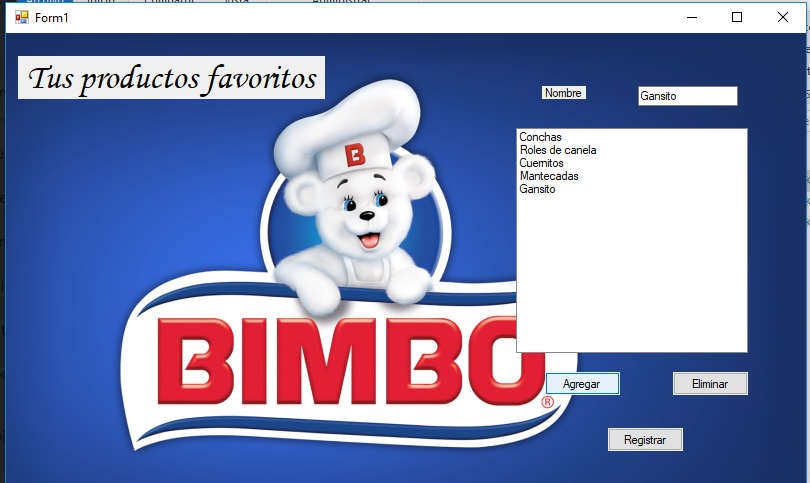 Form1
Tus productos favoritos
Nombre
Gansito
B
Conchas
Roles de canela
Cuernitos
Mantecadas
Gansito
BIMBO
®
Agregar
Eliminar
Registrar